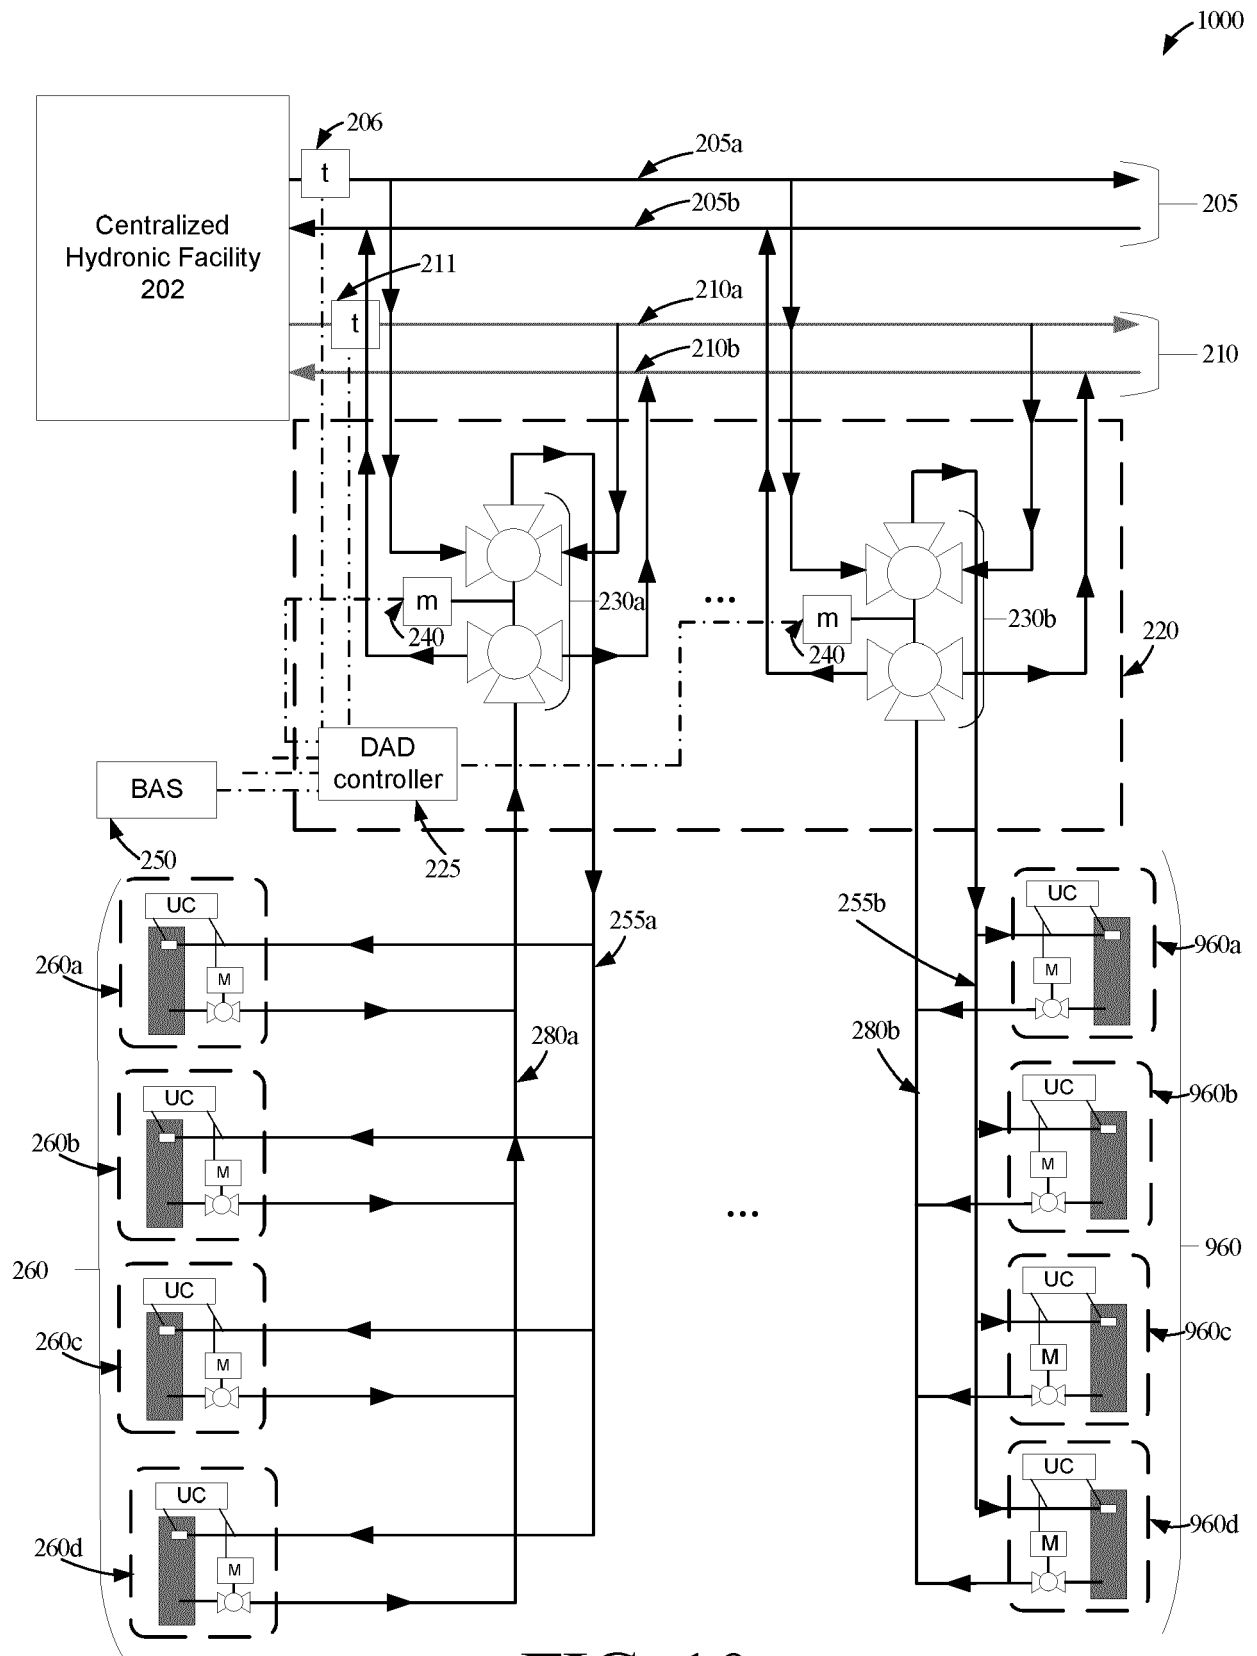 1000
206
t
205a
205b
205
Centralized
Hydronic Facility
202
211
t
210a
210b
210
m
240
230a
...
m
240
230b
220
DAD
controller
225
BAS
250
UC
M
260a
255a
280a
UC
M
260b
260
UC
M
260c
UC
M
260d
...
255b
280b
UC
M
960a
UC
M
960b
960
UC
M
960c
UC
M
960d